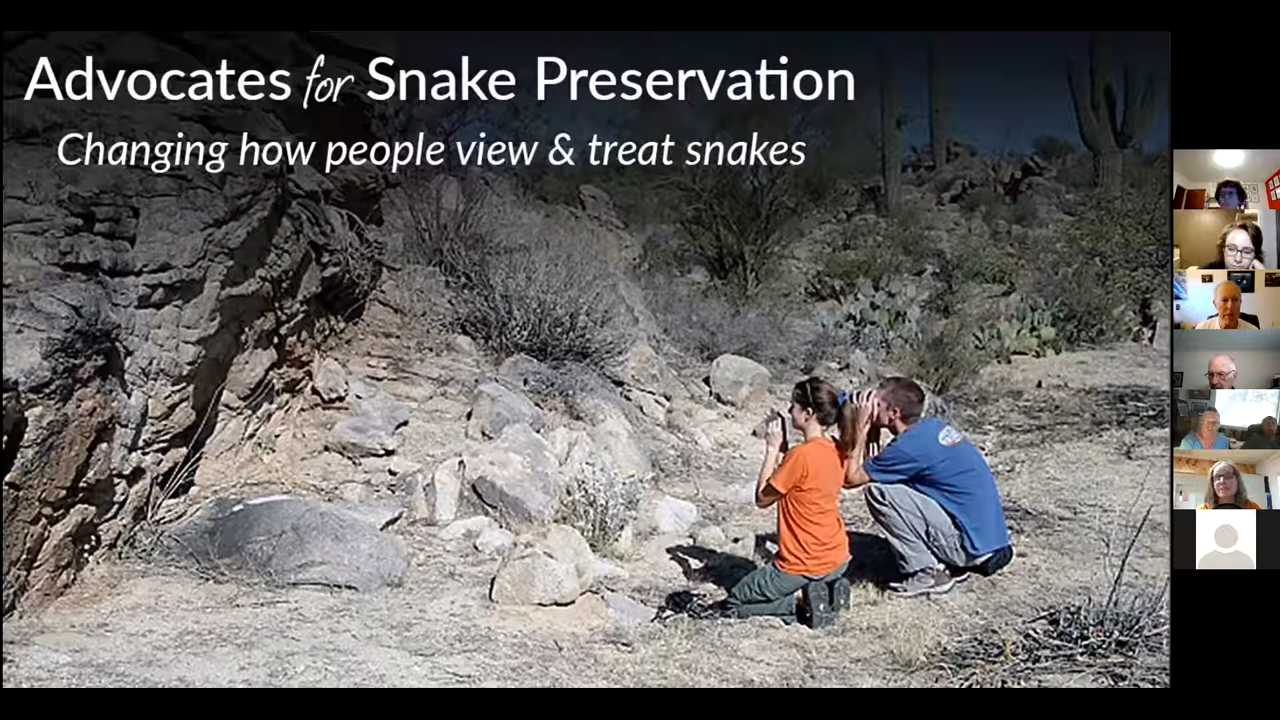 Advocates for Snake Preservation
Changing how people view & treat snakes